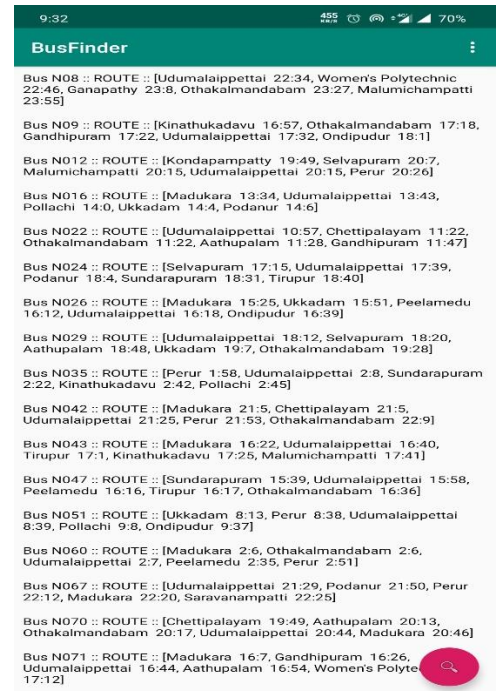 9:32 455 KB/S 4G 70%
BusFinder
Bus N08 :: ROUTE :: [Udumalaippettai 22:34, Women's Polytechnic
22:46, Ganapathy 23:8, Othakalmandabam 23:27, Malumichampatti
23:55]
Bus N09 :: ROUTE :: [Kinathukadavu 16:57, Othakalmandabam 17:18,
Gandhipuram 17:22, Udumalaippettai 17:32, Ondipudur 18:1]
Bus N012 :: ROUTE :: [Kondapampatty 19:49, Selvapuram 20:7,
Malumichampatti 20:15, Udumalaippettai 20:15, Perur 20:26]
Bus N016 :: ROUTE :: [Madukara 13:34, Udumalaippettai 13:43,
Pollachi 14:0, Ukkadam 14:4, Podanur 14:6]
Bus N022 :: ROUTE :: [Udumalaippettai 10:57, Chettipalayam 11:22,
Othakalmandabam 11:22, Aathupalam 11:28, Gandhipuram 11:47]
Bus N024 :: ROUTE :: [Selvapuram 17:15, Udumalaippettai 17:39,
Podanur 18:4, Sundarapuram 18:31, Tirupur 18:40]
Bus N026 :: ROUTE :: [Madukara 15:25, Ukkadam 15:51, Peelamedu
16:12, Udumalaippettai 16:18, Ondipudur 16:39]
Bus N029 :: ROUTE :: [Udumalaippettai 18:12, Selvapuram 18:20,
Aathupalam 18:48, Ukkadam 19:7, Othakalmandabam 19:28]
Bus N035 :: ROUTE :: [Perur 1:58, Udumalaippettai 2:8, Sundarapuram
2:22, Kinathukadavu 2:42, Pollachi 2:45]
Bus N042 :: ROUTE :: [Madukara 21:5, Chettipalayam 21:5,
Udumalaippettai 21:25, Perur 21:53, Othakalmandabam 22:9]
Bus N043 :: ROUTE :: [Madukara 16:22, Udumalaippettai 16:40,
Tirupur 17:1, Kinathukadavu 17:25, Malumichampatti 17:41]
Bus N047 :: ROUTE :: [Sundarapuram 15:39, Udumalaippettai 15:58,
Peelamedu 16:16, Tirupur 16:17, Othakalmandabam 16:36]
Bus N051 :: ROUTE :: [Ukkadam 8:13, Perur 8:38, Udumalaippettai
8:39, Pollachi 9:8, Ondipudur 9:37]
Bus N060 :: ROUTE :: [Madukara 2:6, Othakalmandabam 2:6,
Udumalaippettai 2:7, Peelamedu 2:35, Perur 2:51]
Bus N067 :: ROUTE :: [Udumalaippettai 21:29, Podanur 21:50, Perur
22:12, Madukara 22:20, Saravanampatti 22:25]
Bus N070 :: ROUTE :: [Chettipalayam 19:49, Aathupalam 20:13,
Othakalmandabam 20:17, Udumalaippettai 20:44, Madukara 20:46]
Bus N071 :: ROUTE :: [Madukara 16:7, Gandhipuram 16:26,
Udumalaippettai 16:44, Aathupalam 16:54, Women's Polyte
17:12]